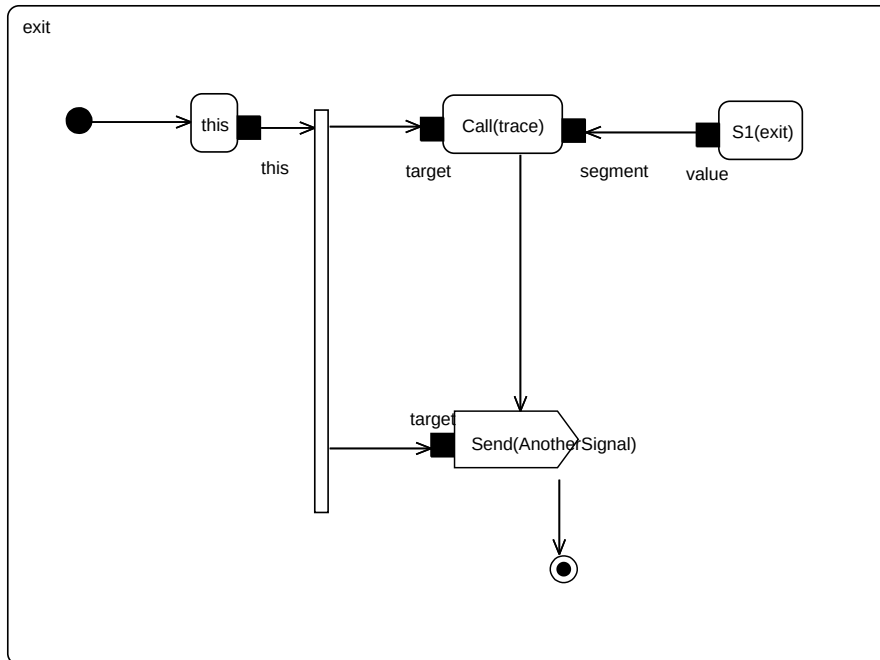 exit
this
Call(trace)
S1(exit)
this
target
segment
value
target
Send(AnotherSignal)